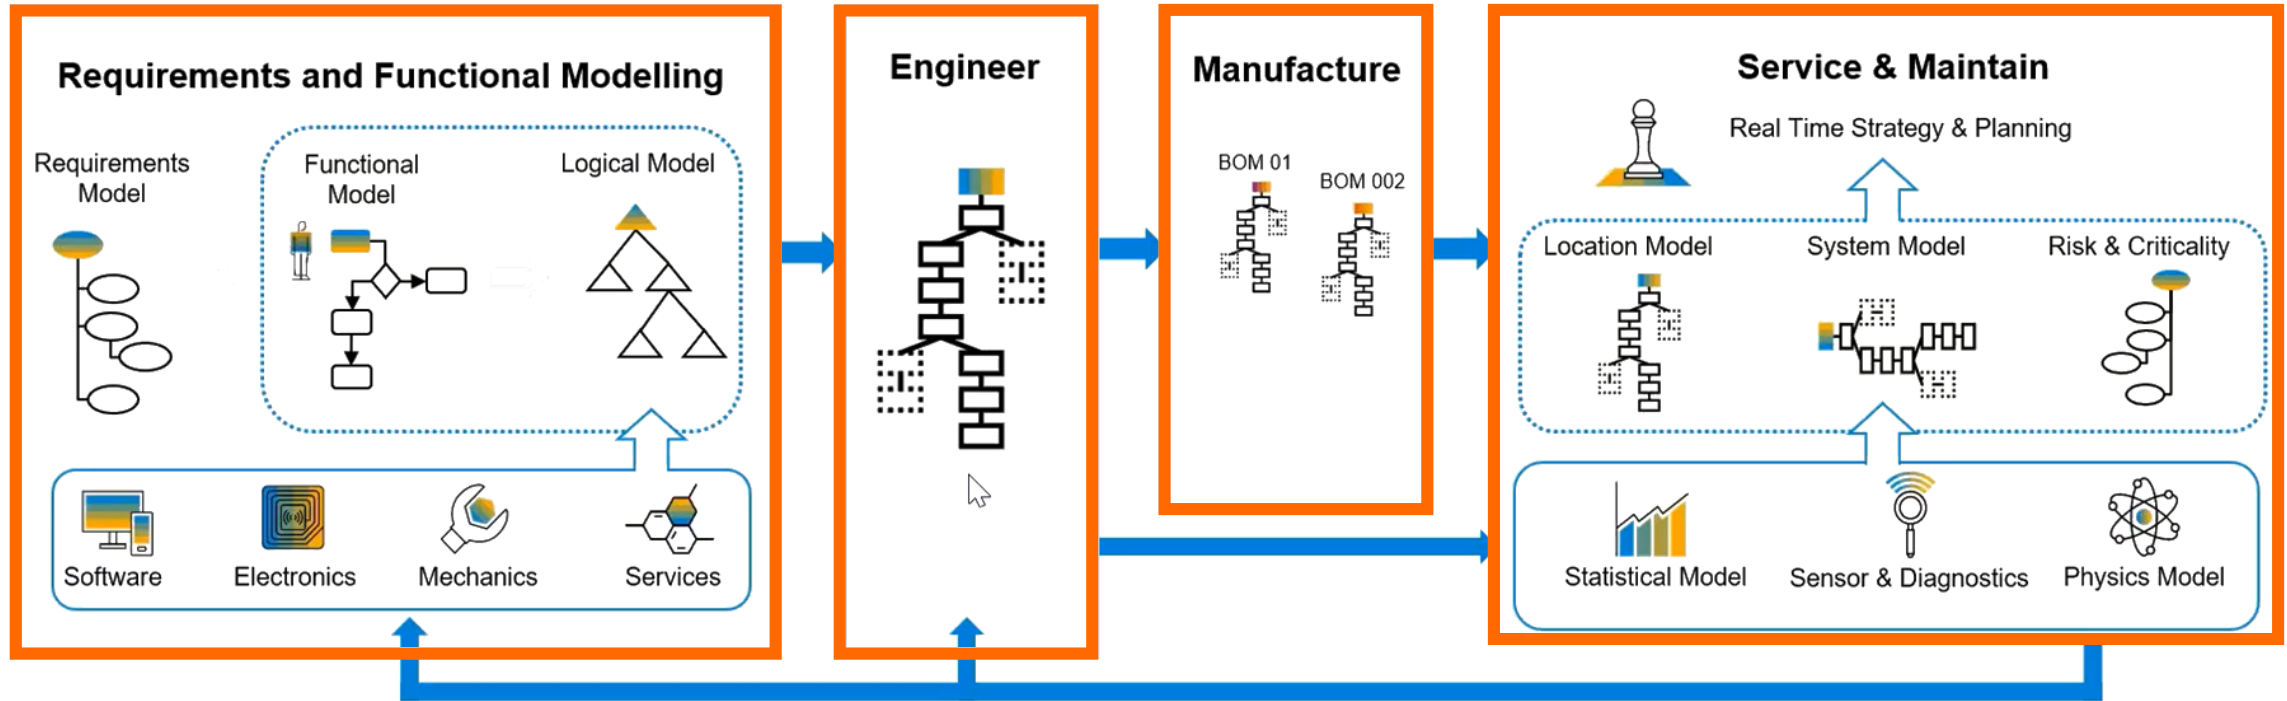 Requirements and Functional Modelling
Requirements
Model
Functional
Model
Logical Model
Software
Electronics
Mechanics
Services
Engineer
Manufacture
BOM 01
BOM 002
Service & Maintain
Real Time Strategy & Planning
Location Model
System Model
Risk & Criticality
Statistical Model
Sensor & Diagnostics
Physics Model